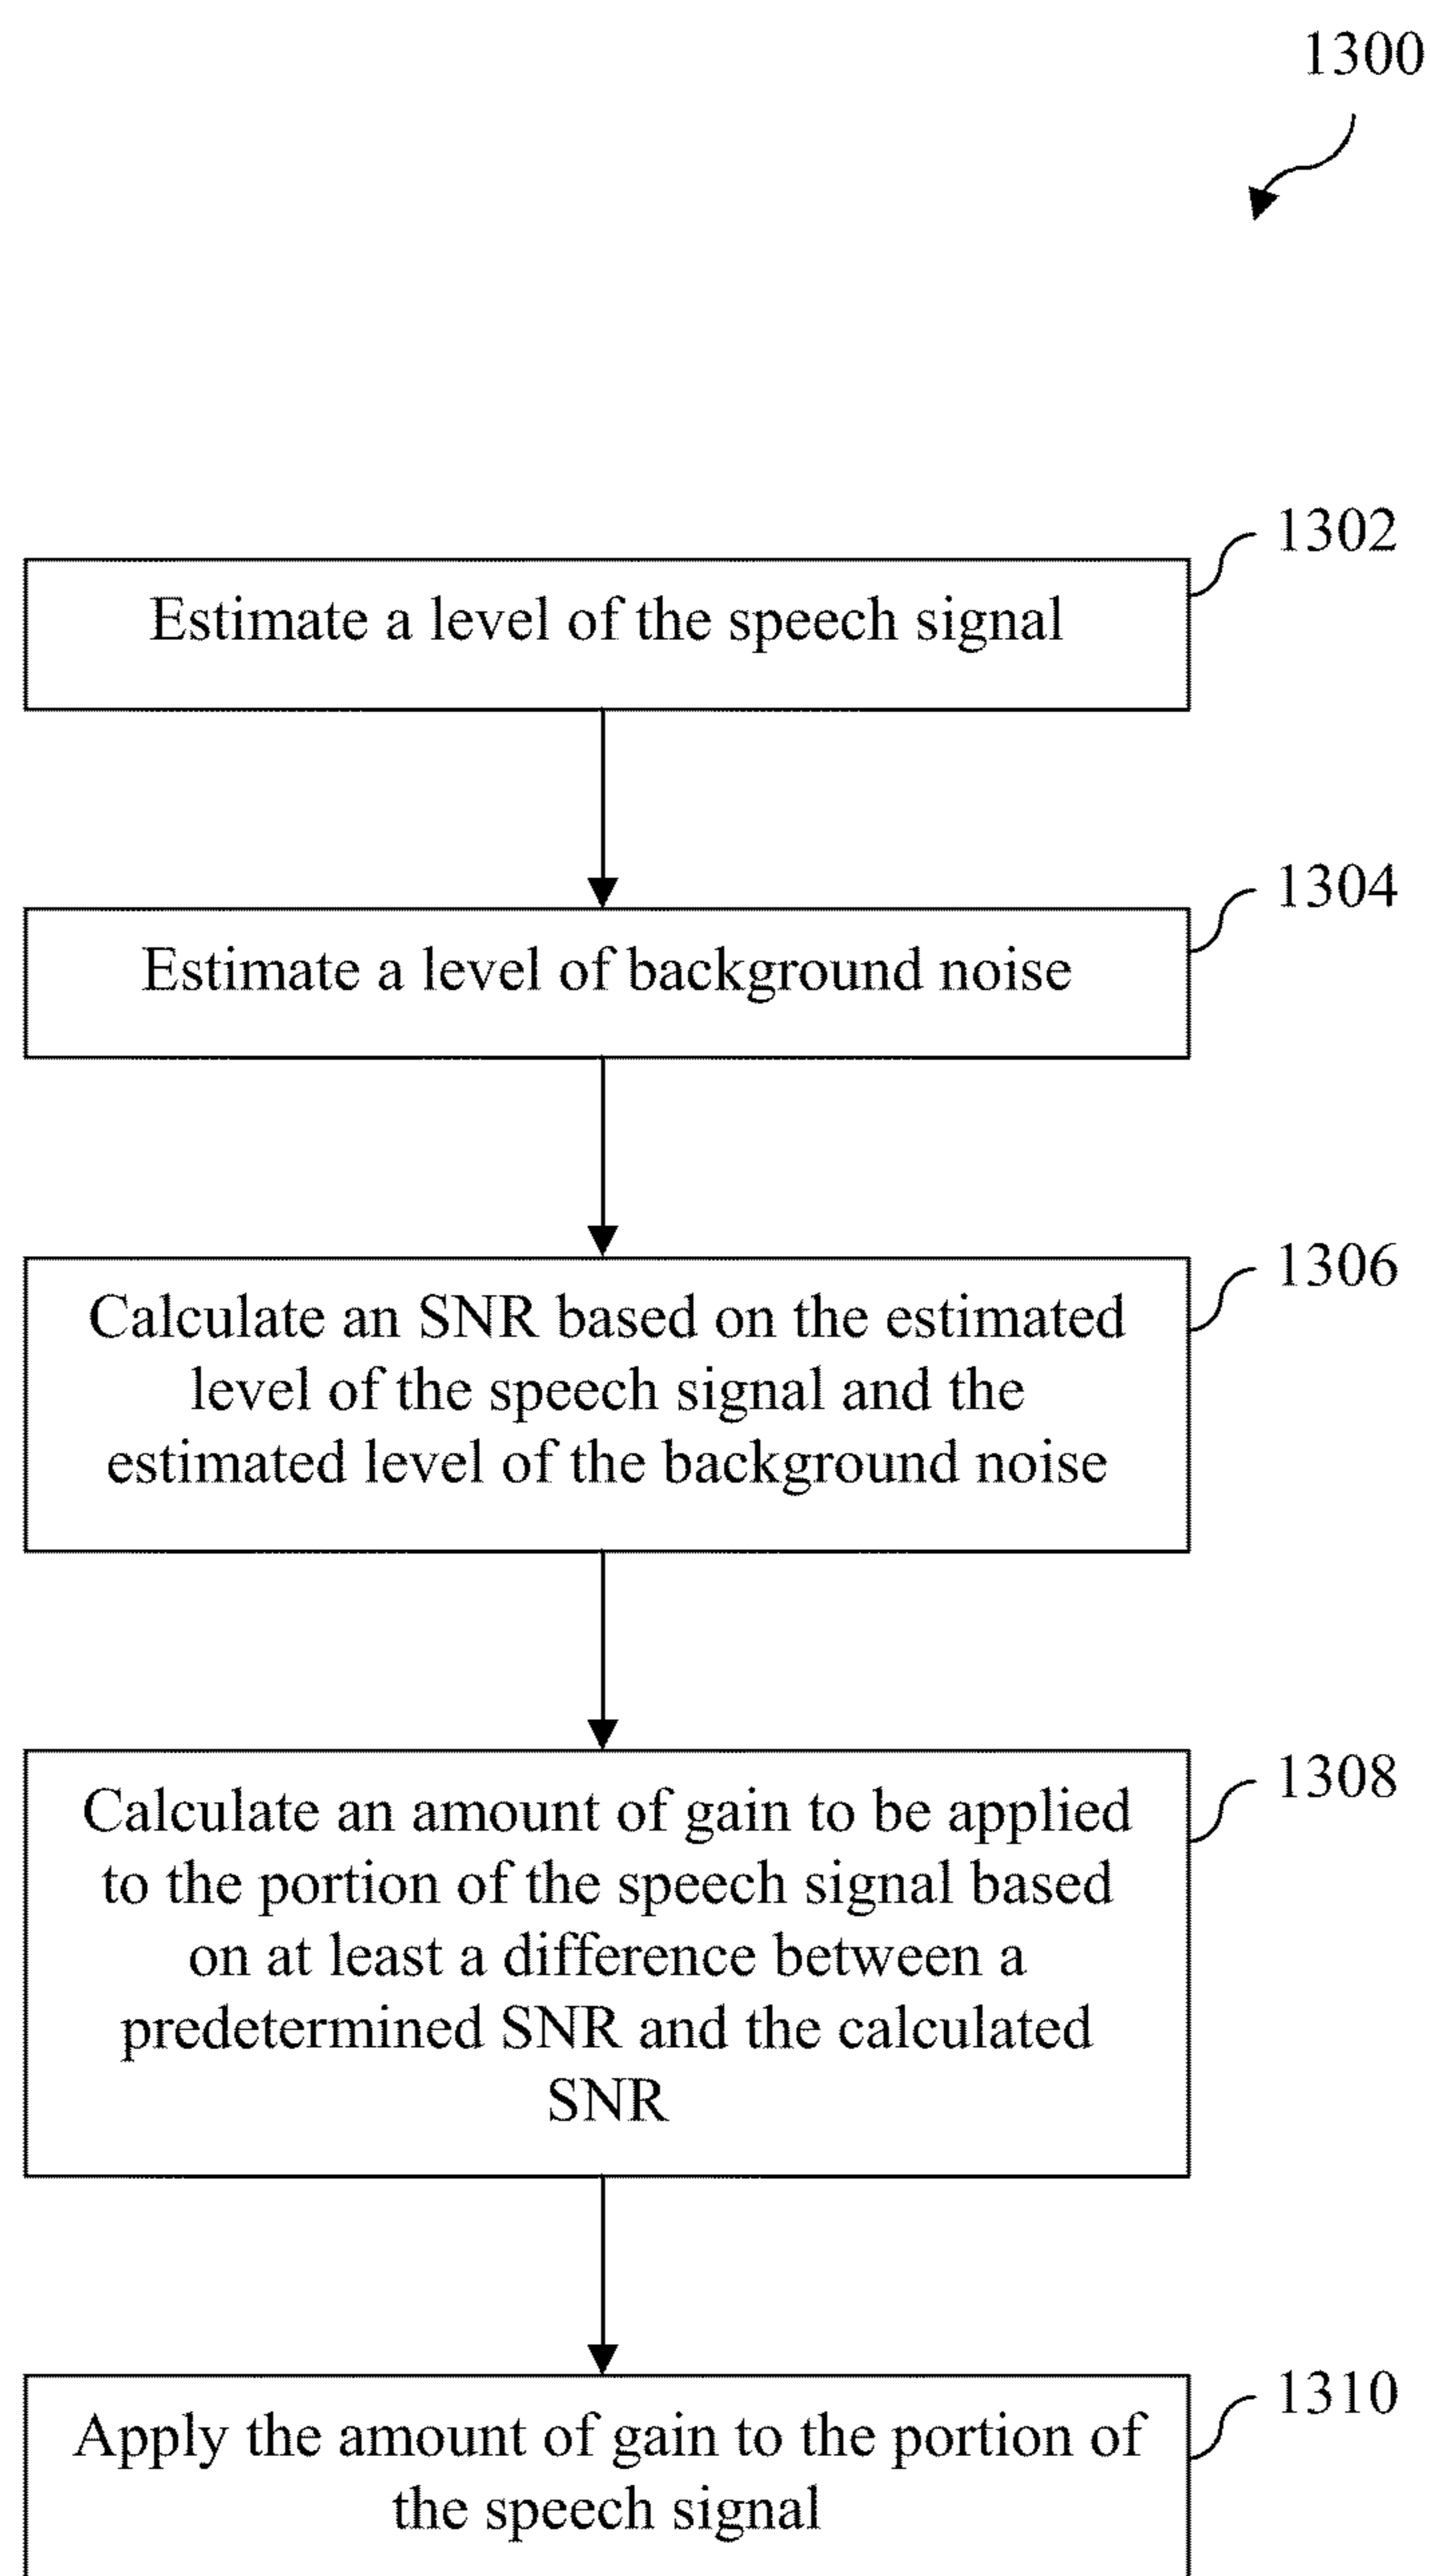 1300
1302
Estimate a level of the speech signal
1304
Estimate a level of background noise
1306
Calculate an SNR based on the estimated
level of the speech signal and the
estimated level of the background noise
1308
Calculate an amount of gain to be applied
to the portion of the speech signal based
on at least a difference between a
predetermined SNR and the calculated
SNR
1310
Apply the amount of gain to the portion of
the speech signal